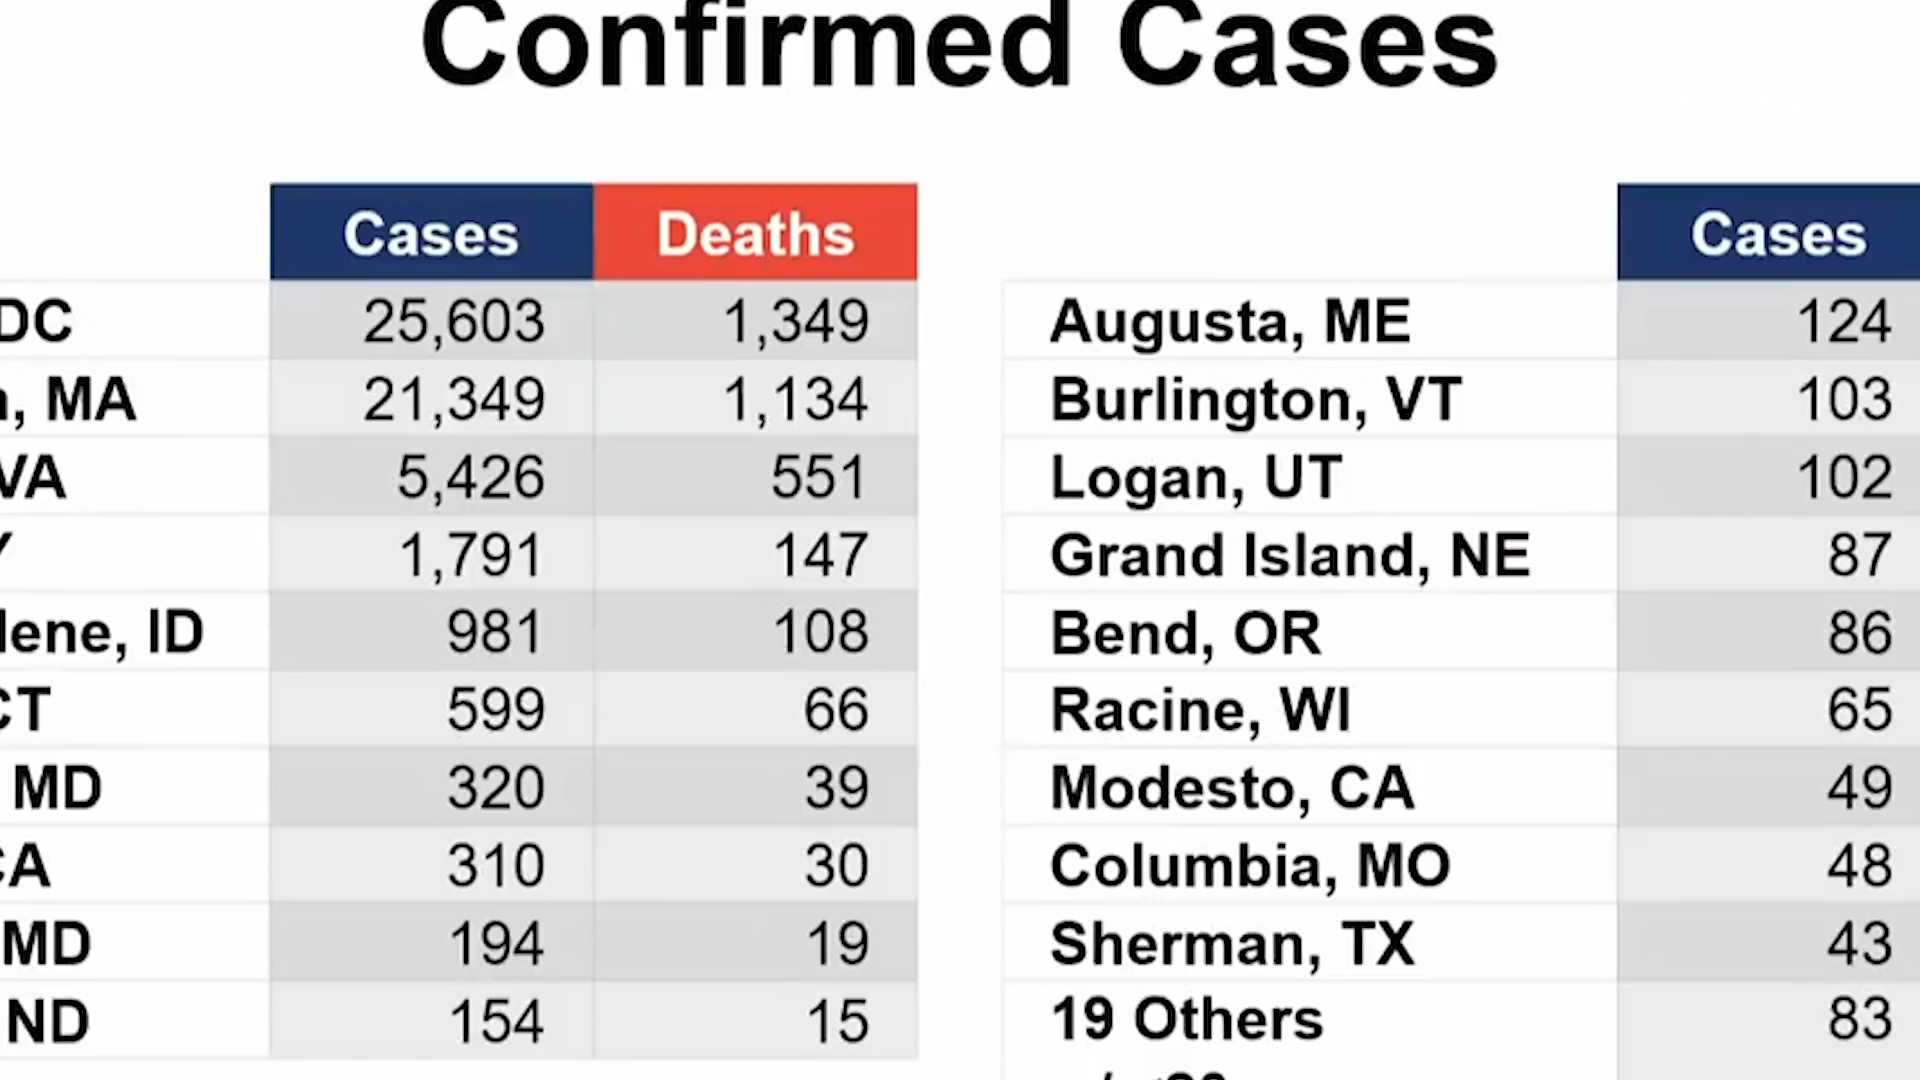 Confirmed Cases
Cases Deaths
DC 25,603 1,349
MA 21,349 1,134
VA 5,426 551
1,791 147
ID 981 108
CT 599 66
MD 320 39
CA 310 30
MD 194 19
ND 154 15
Cases
Augusta, ME 124
Burlington, VT 103
Logan, UT 102
Grand Island, NE 87
Bend, OR 86
Racine, WI 65
Modesto, CA 49
Columbia, MO 48
Sherman, TX 43
19 Others 83